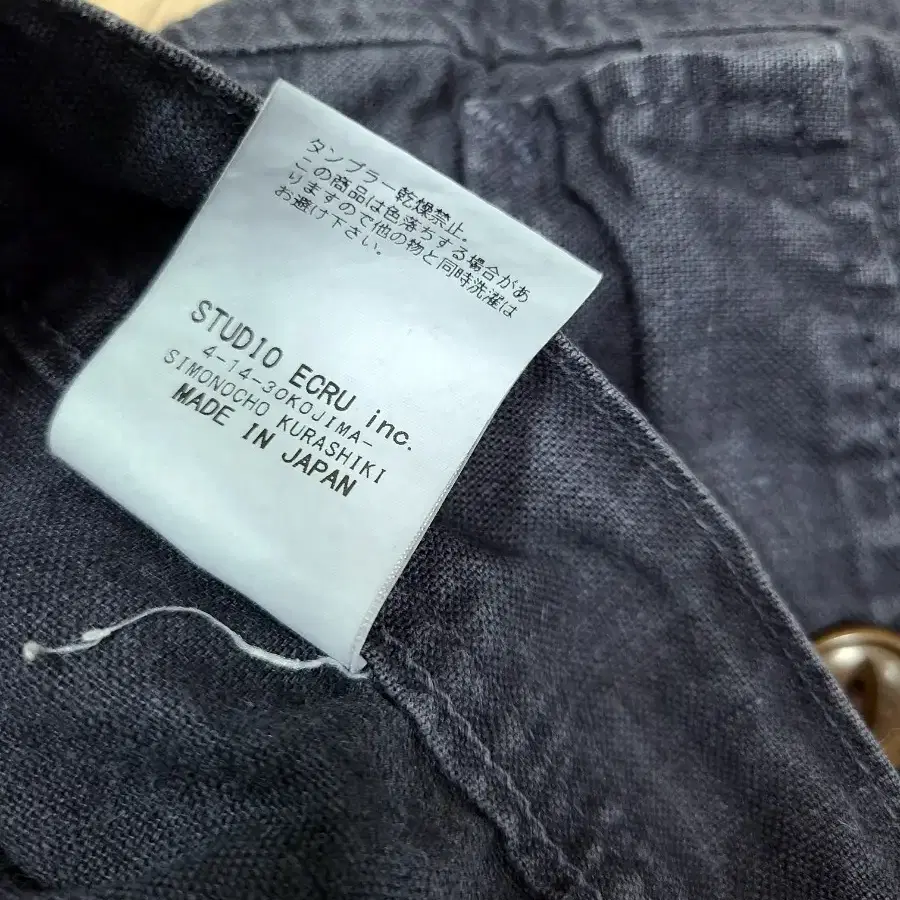 タンブラー乾燥禁止.
この商品は色落ちする場合があ
りますので他の物と同時洗濯は
お避け下さい.
STUDIO ECRU inc.
4-14-3OKOJIMA-
SIMONOCHO KURASHIKI
MADE IN JAPAN